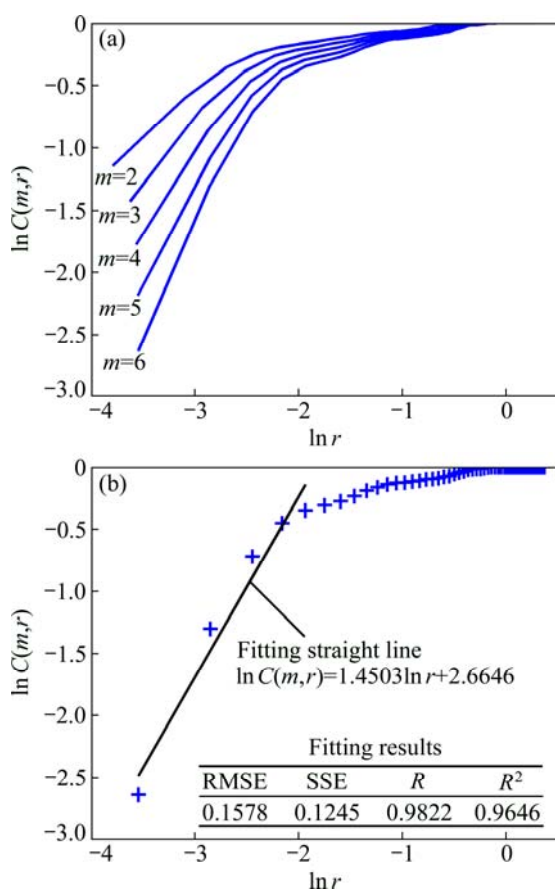 (a)
0
−0.5
−1.0
−1.5
−2.0
−2.5
−3.0
ln C(m,r)
m=2
m=3
m=4
m=5
m=6
−4
−3
−2
−1
0
ln r
(b)
0
−0.5
−1.0
−1.5
−2.0
−2.5
−3.0
ln C(m,r)
Fitting straight line
ln C(m,r)=1.4503ln r+2.6646
Fitting results
RMSE SSE R R²
0.1578 0.1245 0.9822 0.9646
−4
−3
−2
−1
0
ln r